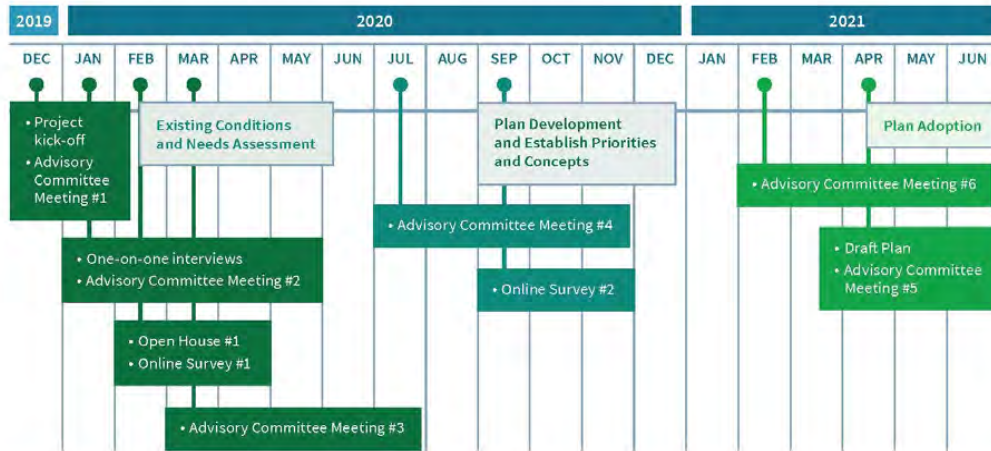 2019 2020 2021
DEC JAN FEB MAR APR MAY JUN JUL AUG SEP OCT NOV DEC JAN FEB MAR APR MAY JUN
• Project
kick-off
• Advisory
Committee
Meeting #1
Existing Conditions
and Needs Assessment
Plan Development
and Establish Priorities
and Concepts
Plan Adoption
• Advisory Committee Meeting #6
• Advisory Committee Meeting #4
• One-on-one interviews
• Advisory Committee Meeting #2
• Draft Plan
• Advisory Committee
Meeting #5
• Online Survey #2
• Open House #1
• Online Survey #1
• Advisory Committee Meeting #3